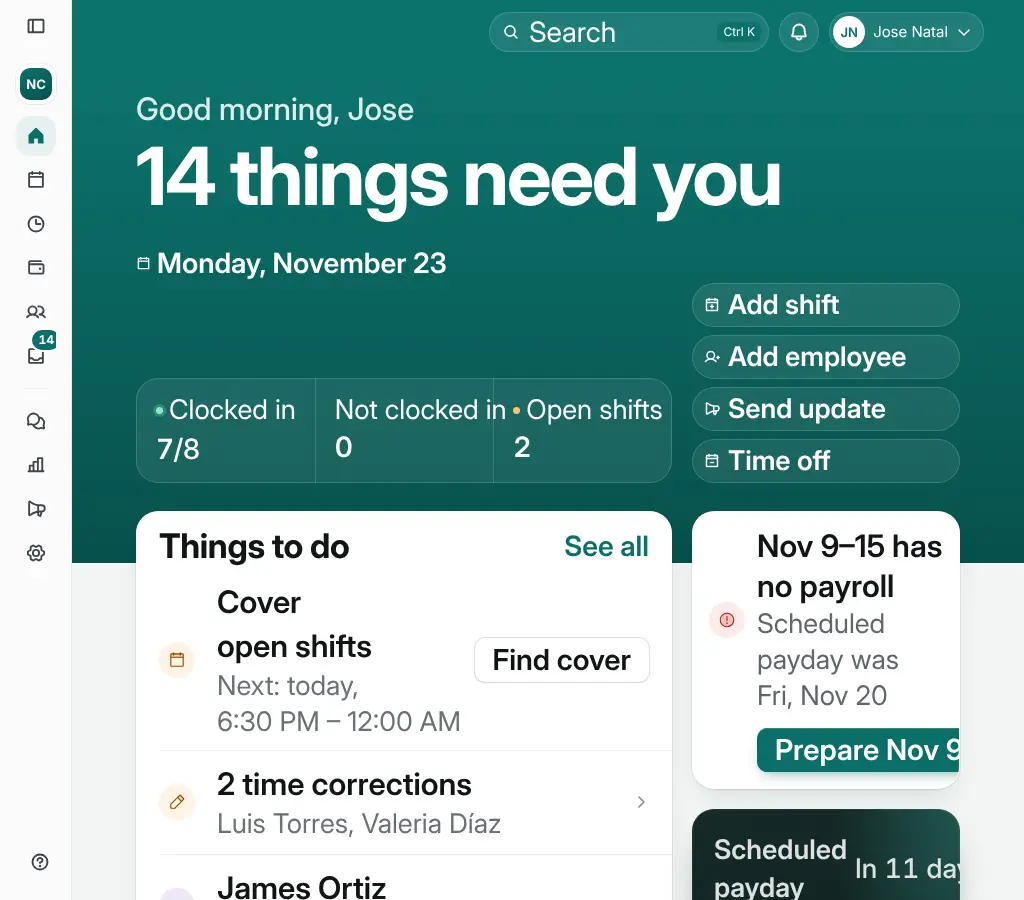 Search Ctrl K
JN Jose Natal
NC
Good morning, Jose
14 things need you
Monday, November 23
14
Add shift
Add employee
Send update
Time off
Clocked in
7/8
Not clocked in
0
Open shifts
2
Things to do
See all
Cover
open shifts
Next: today,
6:30 PM – 12:00 AM
Find cover
2 time corrections
Luis Torres, Valeria Díaz
James Ortiz
Nov 9–15 has
no payroll
Scheduled
payday was
Fri, Nov 20
Prepare Nov 9
Scheduled
payday
In 11 day